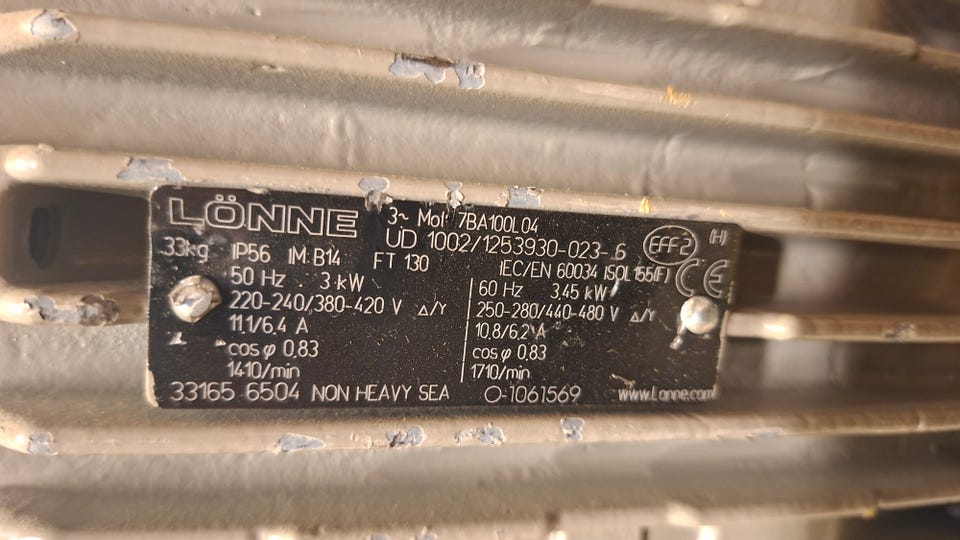 LÖNNE 3~ Mot 7BA100L04 (H)
UD 1002/1253930-023- 6 EFF2
33kg IP56 IM B14 FT 130 IEC/EN 60034 ISOL 155(F) CE
50 Hz 3 kW 60 Hz 3,45 kW
220-240/380-420 V Δ/Y 250-280/440-480 V Δ/Y
11.1/6,4 A 10,8/6,2 A
cos φ 0,83 cos φ 0,83
1410/min 1710/min
33165 6504 NON HEAVY SEA O-1061569 www.Lonne.com